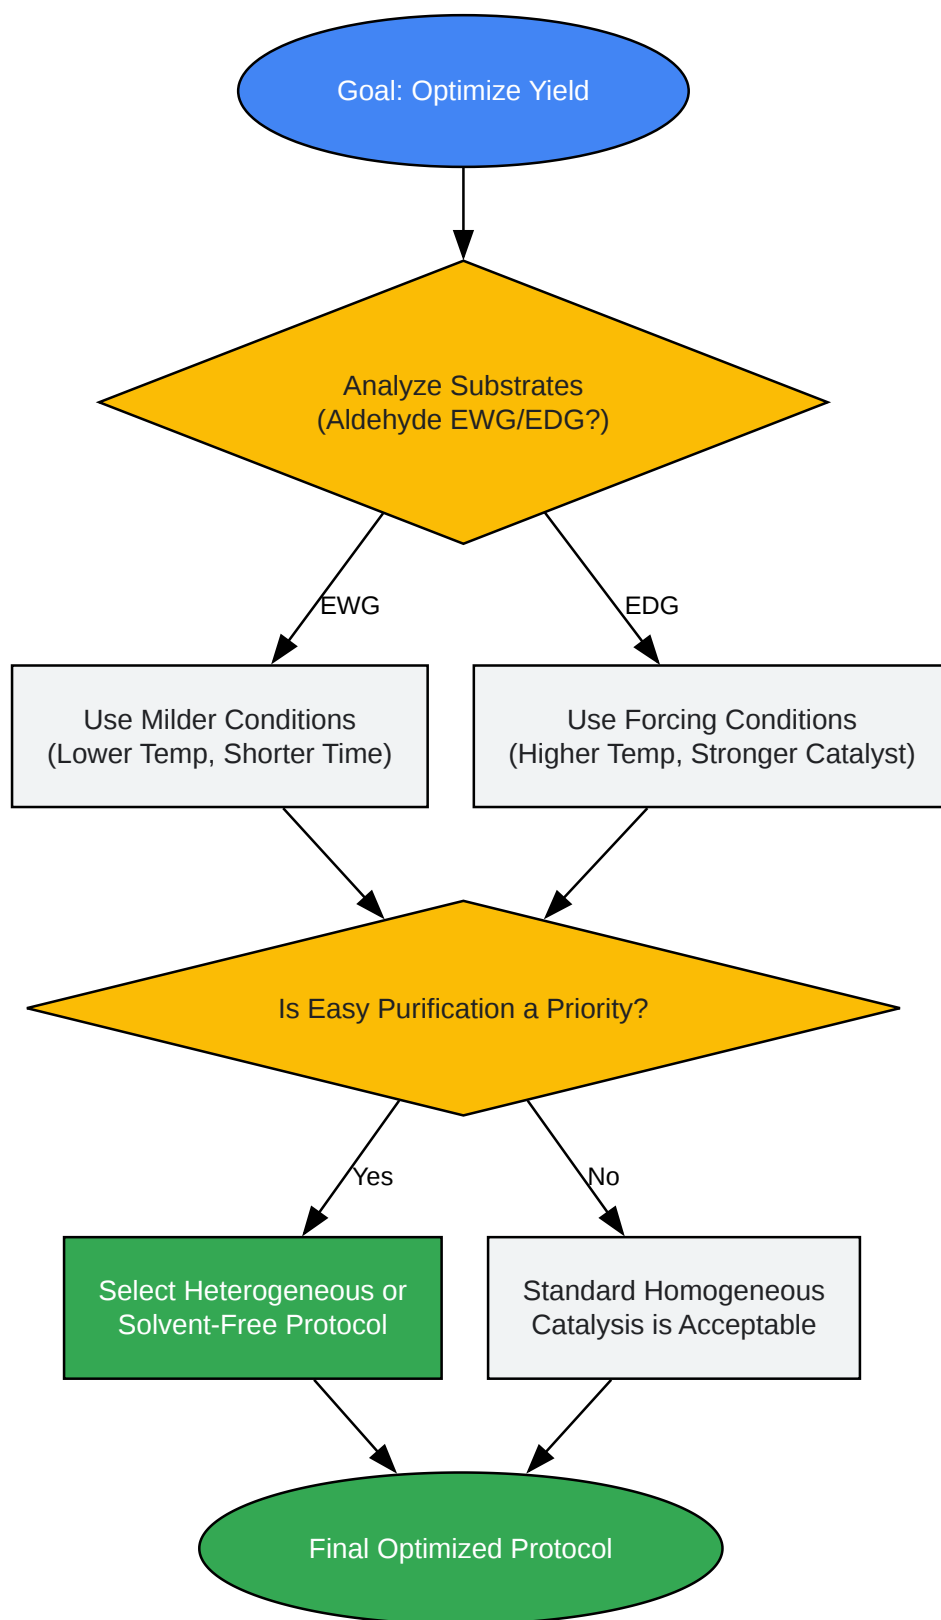 Goal: Optimize Yield
Analyze Substrates
(Aldehyde EWG/EDG?)
EWG
EDG
Use Milder Conditions
(Lower Temp, Shorter Time)
Use Forcing Conditions
(Higher Temp, Stronger Catalyst)
Is Easy Purification a Priority?
Yes
No
Select Heterogeneous or
Solvent-Free Protocol
Standard Homogeneous
Catalysis is Acceptable
Final Optimized Protocol